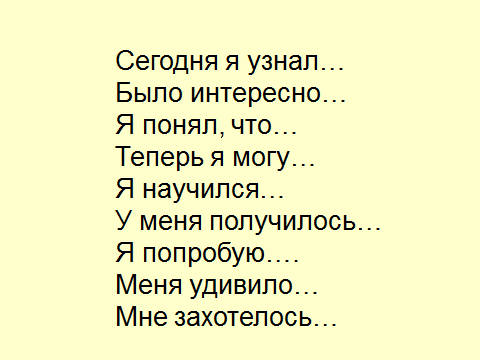 Сегодня я узнал…
Было интересно…
Я понял, что…
Теперь я могу…
Я научился…
У меня получилось…
Я попробую….
Меня удивило…
Мне захотелось…